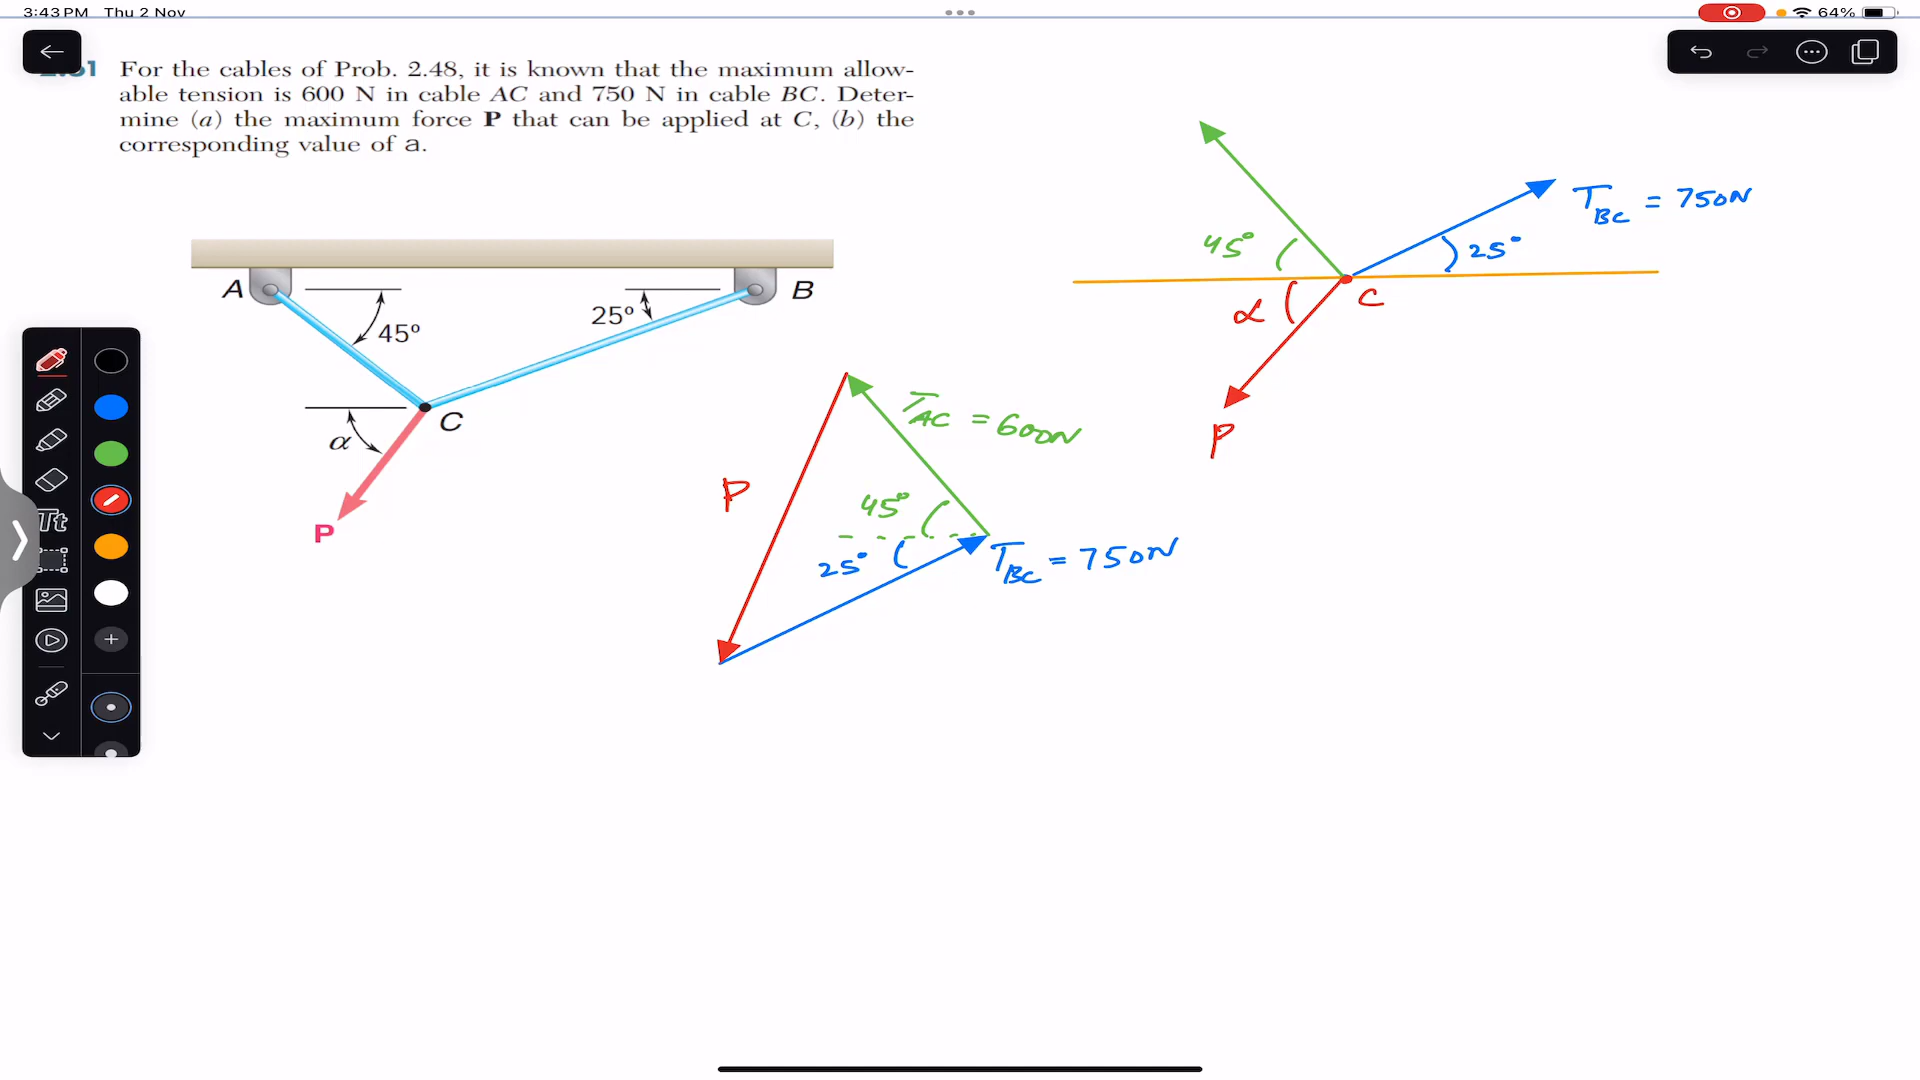 3:43 PM Thu 2 Nov
64%
For the cables of Prob. 2.48, it is known that the maximum allow-
able tension is 600 N in cable AC and 750 N in cable BC. Deter-
mine (a) the maximum force P that can be applied at C, (b) the
corresponding value of a.
A
B
45°
25°
C
α
P
45°
T_BC = 750N
25°
α
C
P
T_AC = 600N
P
45°
25°
T_BC = 750N
Tt